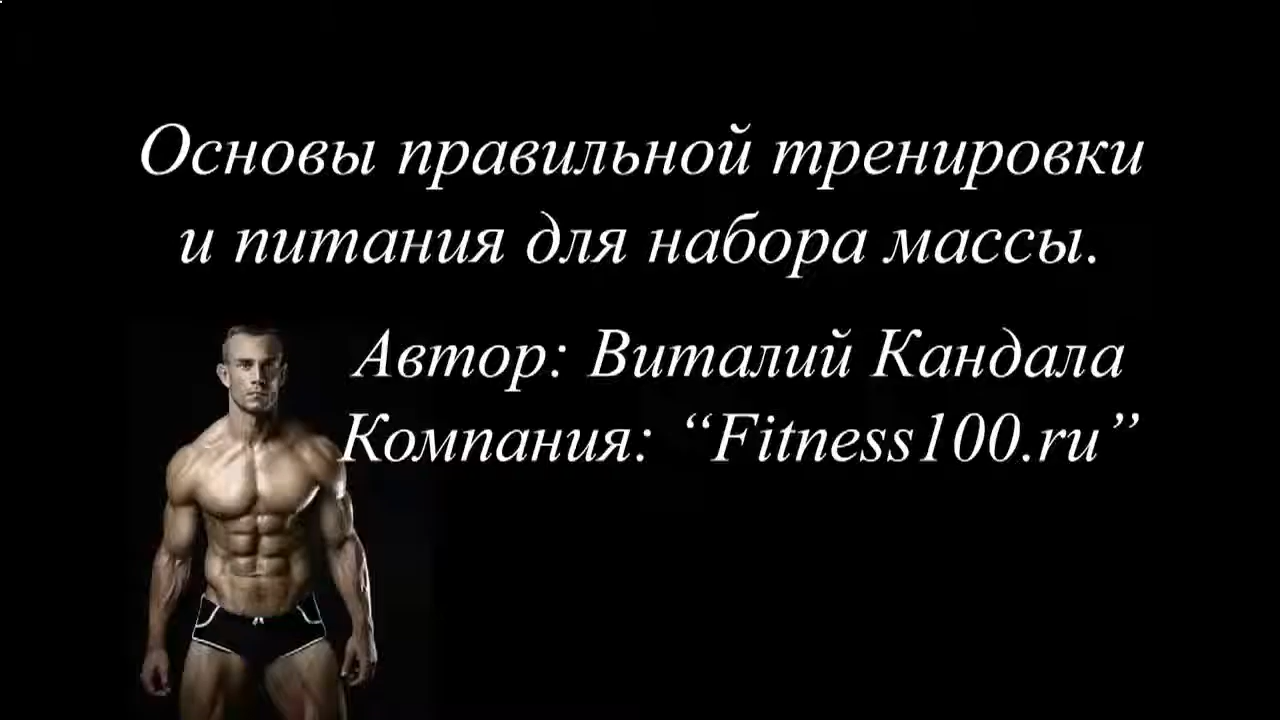 Основы правильной тренировки
и питания для набора массы.
Автор: Виталий Кандала
Компания: “Fitness100.ru”